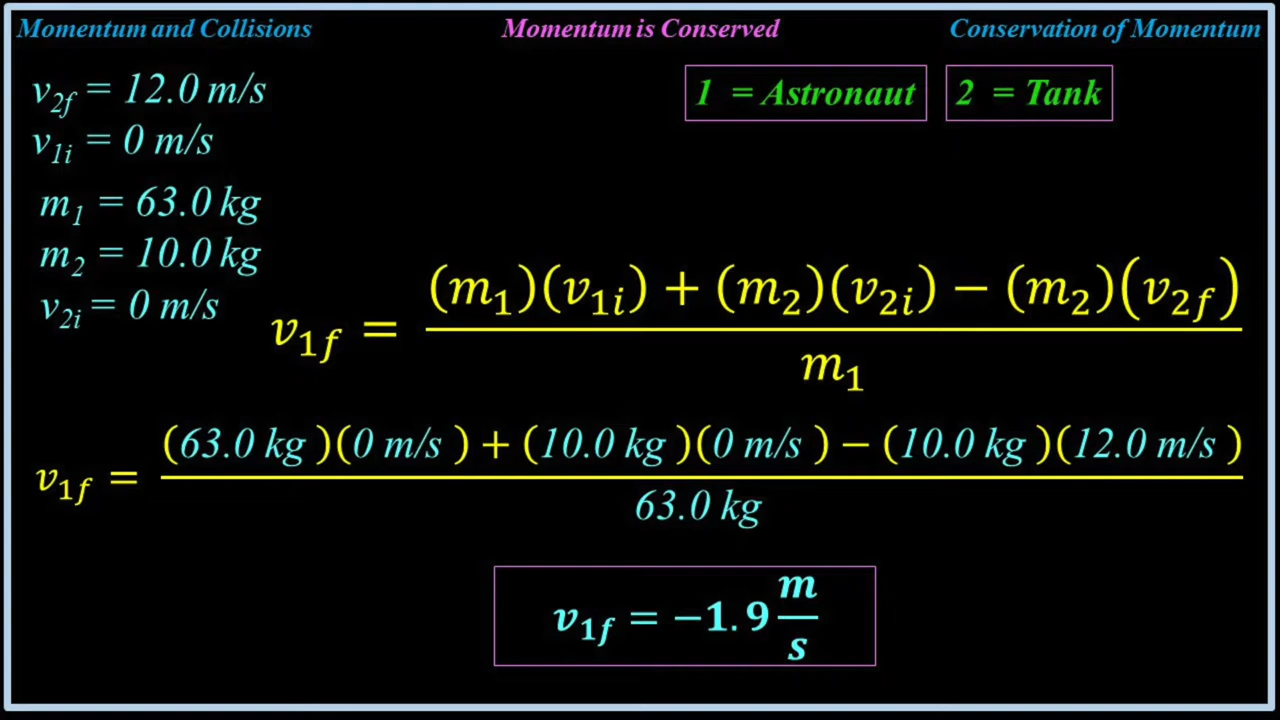 Momentum and Collisions Momentum is Conserved Conservation of Momentum
v₂f = 12.0 m/s
1 = Astronaut 2 = Tank
v₁i = 0 m/s
m₁ = 63.0 kg
m₂ = 10.0 kg
v₂i = 0 m/s
v₁f = (m₁)(v₁i) + (m₂)(v₂i) − (m₂)(v₂f)
m₁
v₁f = (63.0 kg )(0 m/s ) + (10.0 kg )(0 m/s ) − (10.0 kg )(12.0 m/s )
63.0 kg
v₁f = −1.9 m/s